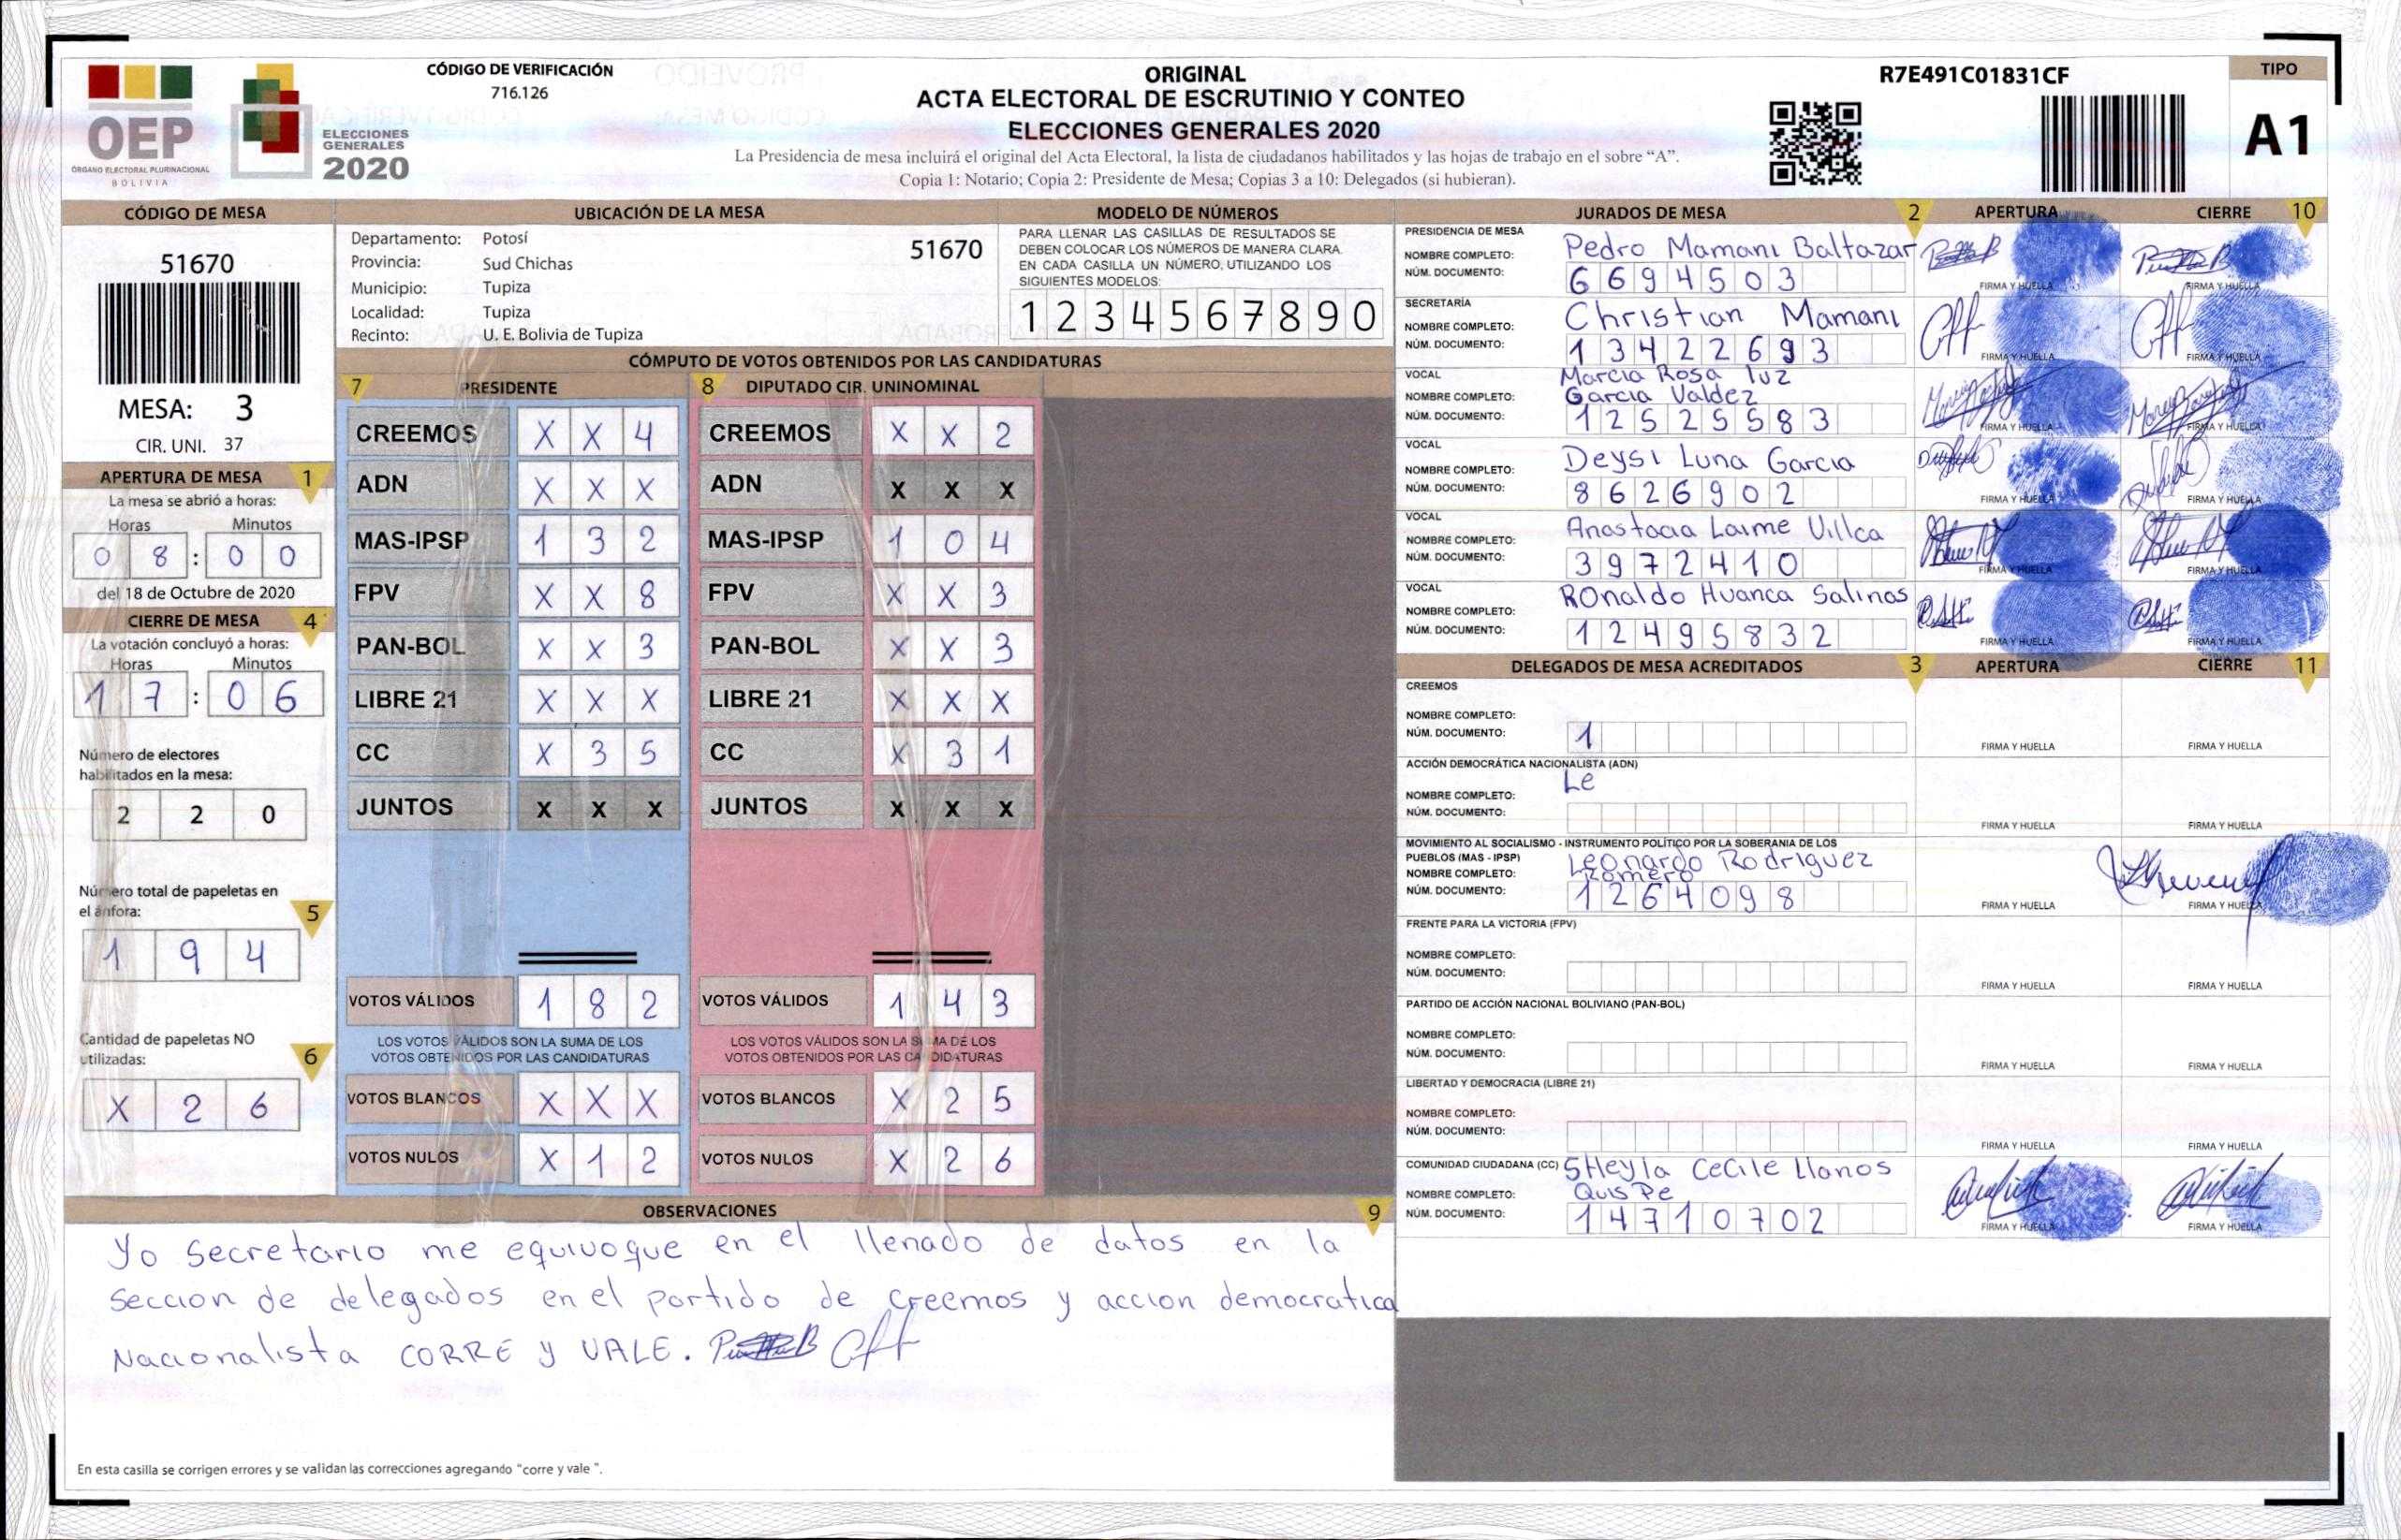 CÓDIGO DE VERIFICACIÓN
716.126
OEP
ÓRGANO ELECTORAL PLURINACIONAL
BOLIVIA
ELECCIONES
GENERALES
2020
ORIGINAL
ACTA ELECTORAL DE ESCRUTINIO Y CONTEO
ELECCIONES GENERALES 2020
La Presidencia de mesa incluirá el original del Acta Electoral, la lista de ciudadanos habilitados y las hojas de trabajo en el sobre “A”.
Copia 1: Notario; Copia 2: Presidente de Mesa; Copias 3 a 10: Delegados (si hubieran).
R7E491C01831CF
TIPO
A1
CÓDIGO DE MESA
51670
MESA: 3
CIR. UNI. 37
APERTURA DE MESA 1
La mesa se abrió a horas:
Horas Minutos
0 8 : 0 0
del 18 de Octubre de 2020
CIERRE DE MESA 4
La votación concluyó a horas:
Horas Minutos
1 7 : 0 6
Número de electores
habilitados en la mesa:
2 2 0
Número total de papeletas en
el ánfora: 5
1 9 4
Cantidad de papeletas NO
utilizadas: 6
X 2 6
UBICACIÓN DE LA MESA
Departamento: Potosí 51670
Provincia: Sud Chichas
Municipio: Tupiza
Localidad: Tupiza
Recinto: U. E. Bolivia de Tupiza
MODELO DE NÚMEROS
PARA LLENAR LAS CASILLAS DE RESULTADOS SE
DEBEN COLOCAR LOS NÚMEROS DE MANERA CLARA.
EN CADA CASILLA UN NÚMERO, UTILIZANDO LOS
SIGUIENTES MODELOS:
1 2 3 4 5 6 7 8 9 0
CÓMPUTO DE VOTOS OBTENIDOS POR LAS CANDIDATURAS
7 PRESIDENTE
CREEMOS X X 4
ADN X X X
MAS-IPSP 1 3 2
FPV X X 8
PAN-BOL X X 3
LIBRE 21 X X X
CC X 3 5
JUNTOS X X X
VOTOS VÁLIDOS 1 8 2
LOS VOTOS VÁLIDOS SON LA SUMA DE LOS
VOTOS OBTENIDOS POR LAS CANDIDATURAS
VOTOS BLANCOS X X X
VOTOS NULOS X 1 2
8 DIPUTADO CIR. UNINOMINAL
CREEMOS X X 2
ADN X X X
MAS-IPSP 1 0 4
FPV X X 3
PAN-BOL X X 3
LIBRE 21 X X X
CC X 3 1
JUNTOS X X X
VOTOS VÁLIDOS 1 4 3
LOS VOTOS VÁLIDOS SON LA SUMA DE LOS
VOTOS OBTENIDOS POR LAS CANDIDATURAS
VOTOS BLANCOS X 2 5
VOTOS NULOS X 2 6
OBSERVACIONES 9
Yo Secretario me equivoque en el llenado de datos en la
seccion de delegados en el partido de creemos y accion democratica
Nacionalista CORRE Y VALE.
En esta casilla se corrigen errores y se validan las correcciones agregando "corre y vale ".
JURADOS DE MESA 2 APERTURA CIERRE 10
PRESIDENCIA DE MESA
NOMBRE COMPLETO: Pedro Mamani Baltazar
NÚM. DOCUMENTO: 6694503
FIRMA Y HUELLA FIRMA Y HUELLA
SECRETARÍA
NOMBRE COMPLETO: Christian Mamani
NÚM. DOCUMENTO: 13422693
FIRMA Y HUELLA FIRMA Y HUELLA
VOCAL
NOMBRE COMPLETO: Marcia Rosa luz
Garcia Valdez
NÚM. DOCUMENTO: 12525583
FIRMA Y HUELLA FIRMA Y HUELLA
VOCAL
NOMBRE COMPLETO: Deysi Luna Garcia
NÚM. DOCUMENTO: 8626902
FIRMA Y HUELLA FIRMA Y HUELLA
VOCAL
NOMBRE COMPLETO: Anastacia Laime Villca
NÚM. DOCUMENTO: 3972410
FIRMA Y HUELLA FIRMA Y HUELLA
VOCAL
NOMBRE COMPLETO: ROnaldo Huanca Salinas
NÚM. DOCUMENTO: 12495832
FIRMA Y HUELLA FIRMA Y HUELLA
DELEGADOS DE MESA ACREDITADOS 3 APERTURA CIERRE 11
CREEMOS
NOMBRE COMPLETO:
NÚM. DOCUMENTO: 1
FIRMA Y HUELLA FIRMA Y HUELLA
ACCIÓN DEMOCRÁTICA NACIONALISTA (ADN)
NOMBRE COMPLETO: Le
NÚM. DOCUMENTO:
FIRMA Y HUELLA FIRMA Y HUELLA
MOVIMIENTO AL SOCIALISMO - INSTRUMENTO POLÍTICO POR LA SOBERANIA DE LOS
PUEBLOS (MAS - IPSP)
NOMBRE COMPLETO: Leonardo Rodriguez
Romero
NÚM. DOCUMENTO: 1264098
FIRMA Y HUELLA FIRMA Y HUELLA
FRENTE PARA LA VICTORIA (FPV)
NOMBRE COMPLETO:
NÚM. DOCUMENTO:
FIRMA Y HUELLA FIRMA Y HUELLA
PARTIDO DE ACCIÓN NACIONAL BOLIVIANO (PAN-BOL)
NOMBRE COMPLETO:
NÚM. DOCUMENTO:
FIRMA Y HUELLA FIRMA Y HUELLA
LIBERTAD Y DEMOCRACIA (LIBRE 21)
NOMBRE COMPLETO:
NÚM. DOCUMENTO:
FIRMA Y HUELLA FIRMA Y HUELLA
COMUNIDAD CIUDADANA (CC)
NOMBRE COMPLETO: SHeyla CeCile Llanos
QuisPe
NÚM. DOCUMENTO: 14710702
FIRMA Y HUELLA FIRMA Y HUELLA